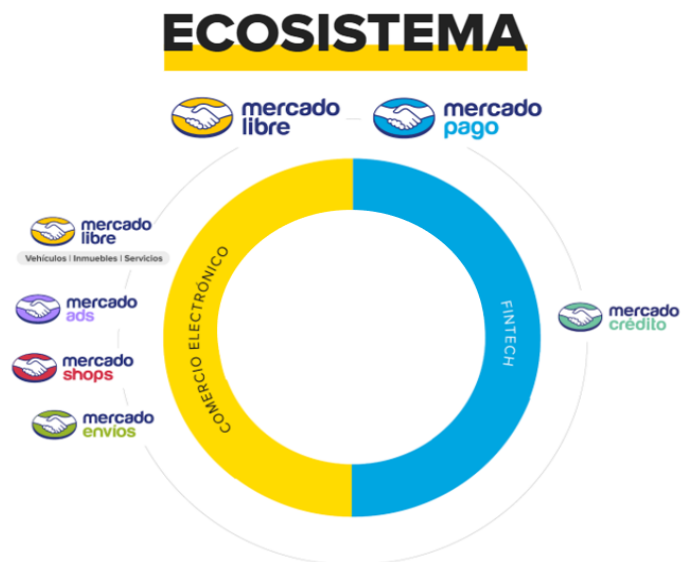 ECOSISTEMA
mercado
libre
mercado
pago
mercado
libre
Vehículos | Inmuebles | Servicios
mercado
ads
mercado
shops
mercado
envíos
COMERCIO ELECTRÓNICO
FINTECH
mercado
crédito